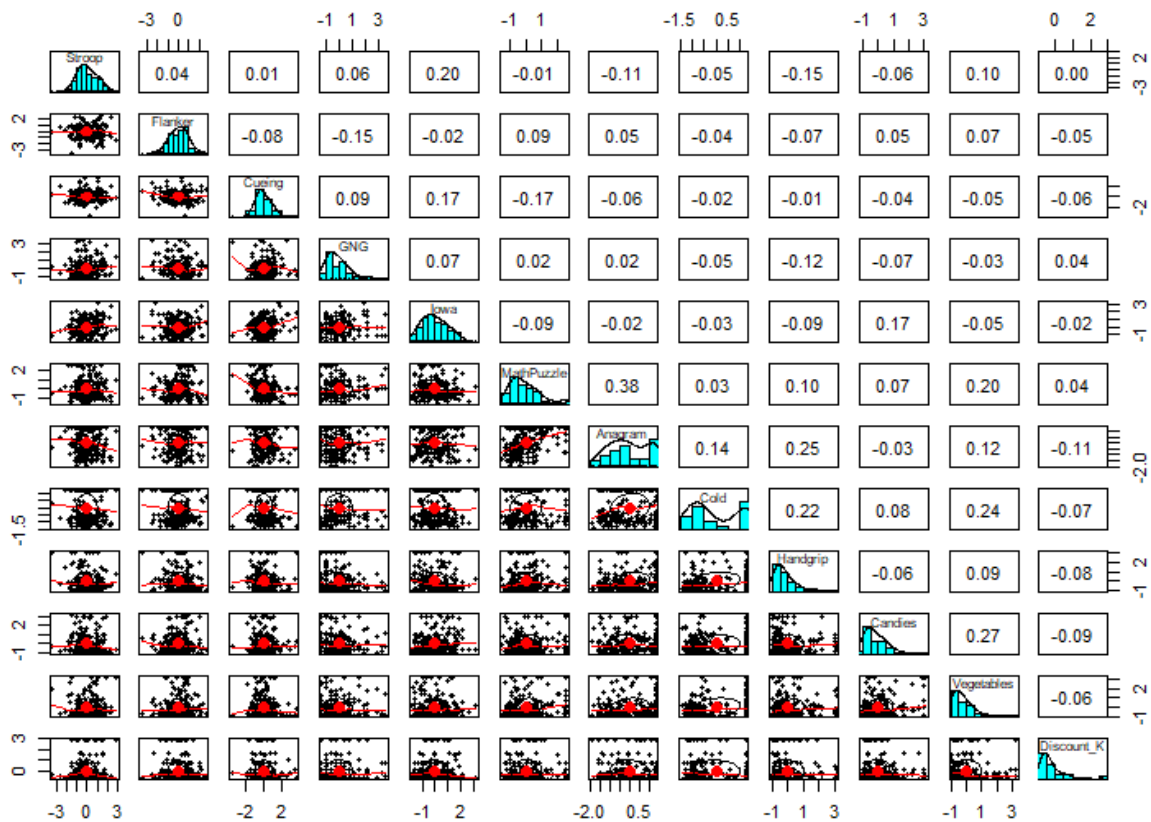 -3 0 -1 1 3 -1 1 3 -1.5 0.5 -1 1 3 0 2
Stroop 0.04 0.01 0.06 0.20 -0.01 -0.11 -0.05 -0.15 -0.06 0.10 0.00 -3 2
-3 2 Flanker -0.08 -0.15 -0.02 0.09 0.05 -0.04 -0.07 0.05 0.07 -0.05
Cueing 0.09 0.17 -0.17 -0.06 -0.02 -0.01 -0.04 -0.05 -0.06 -2
-1 3 GNG 0.07 0.02 0.02 -0.05 -0.12 -0.07 -0.03 0.04
Iowa -0.09 -0.02 -0.03 -0.09 0.17 -0.05 -0.02 -1 3
-1 2 MathPuzzle 0.38 0.03 0.10 0.07 0.20 0.04
Anagram 0.14 0.25 -0.03 0.12 -0.11 -2.0
-1.5 Cold 0.22 0.08 0.24 -0.07
Handgrip -0.06 0.09 -0.08 -1 2
-1 2 Candies 0.27 -0.09
Vegetables -0.06 -1 2
0 3 Discount_K
-3 0 3 -2 2 -1 2 -2.0 0.5 -1 1 3 -1 1 3